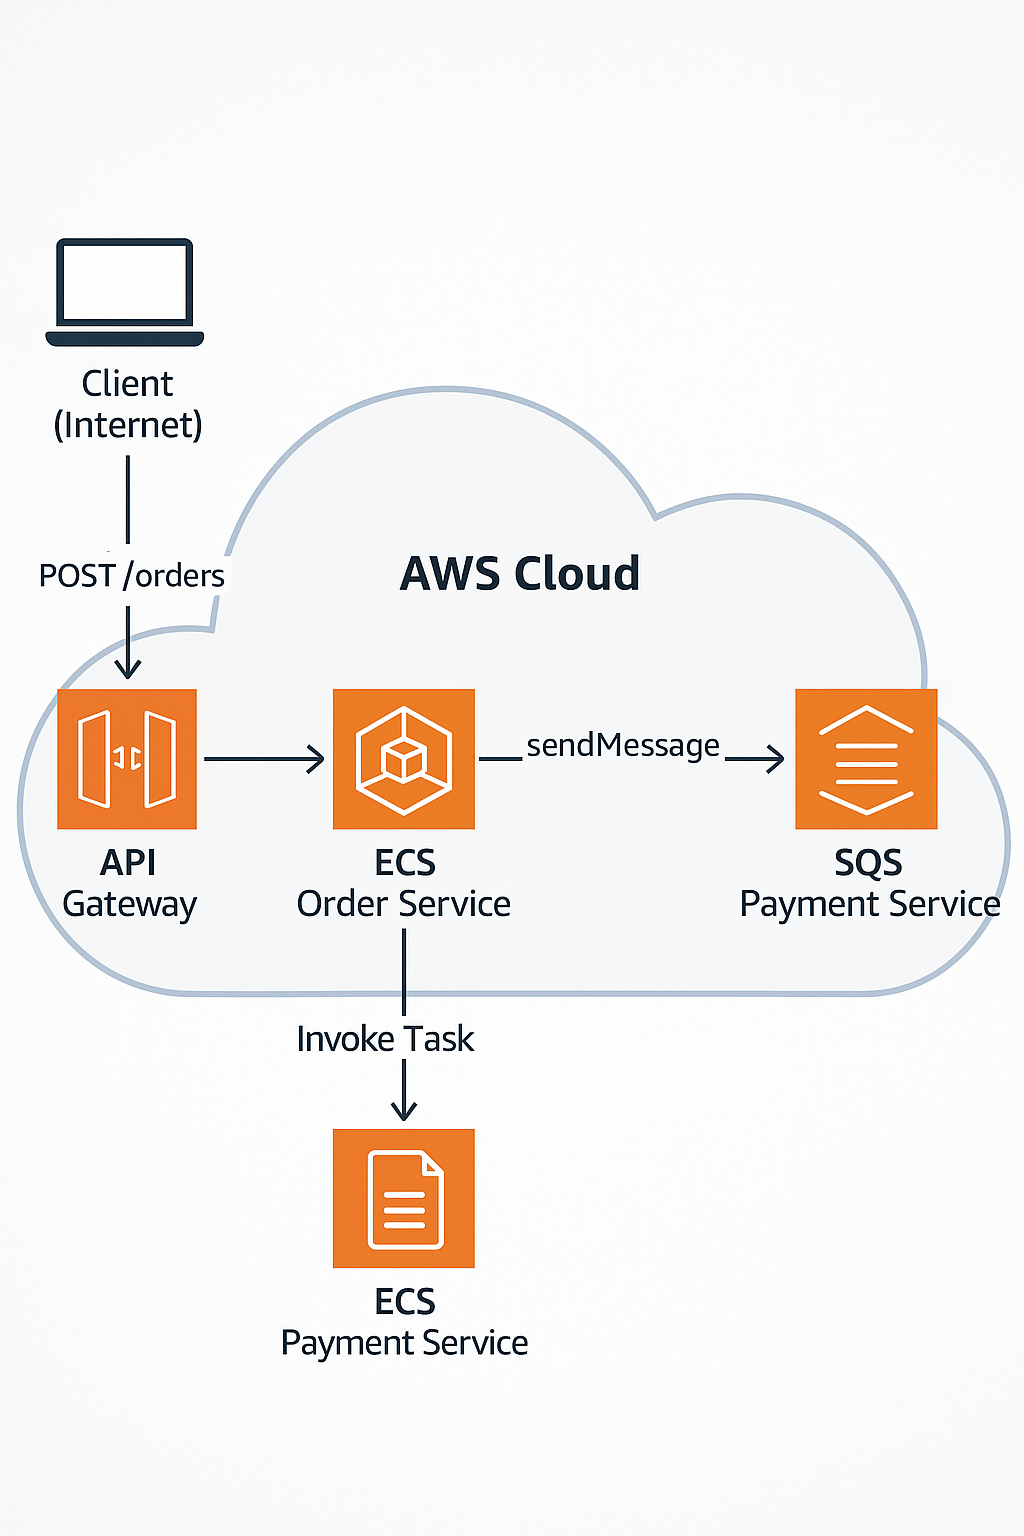 Client
(Internet)
POST /orders
AWS Cloud
API
Gateway
ECS
Order Service
sendMessage
SQS
Payment Service
Invoke Task
ECS
Payment Service